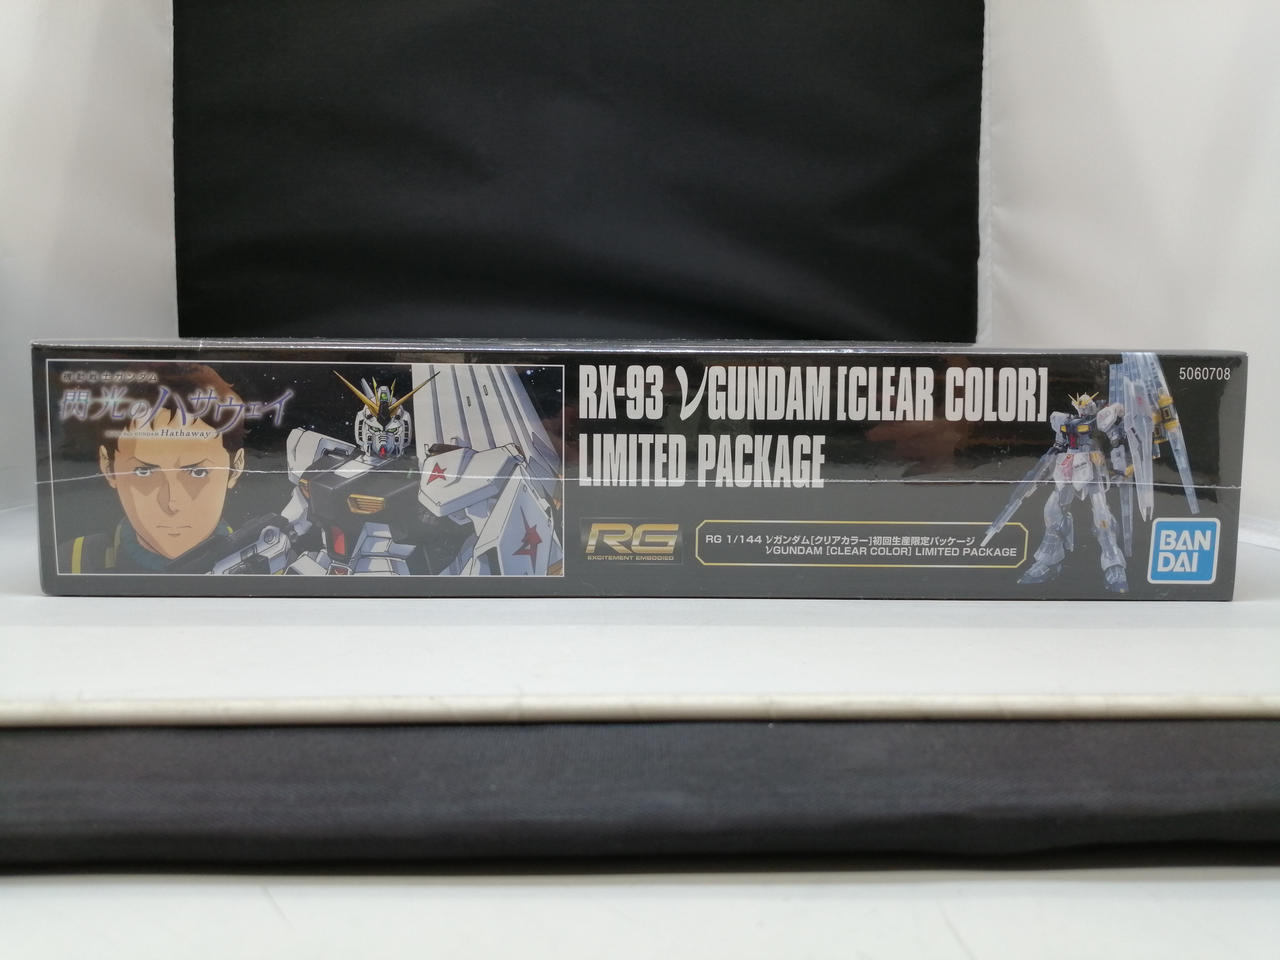 機動戦士ガンダム
閃光のハサウェイ
Hathaway
RX-93 νGUNDAM [CLEAR COLOR]
LIMITED PACKAGE
RG
EXCITEMENT EMBODIED
RG 1/144 νガンダム[クリアカラー]初回生産限定パッケージ
νGUNDAM [CLEAR COLOR] LIMITED PACKAGE
5060708
BAN
DAI